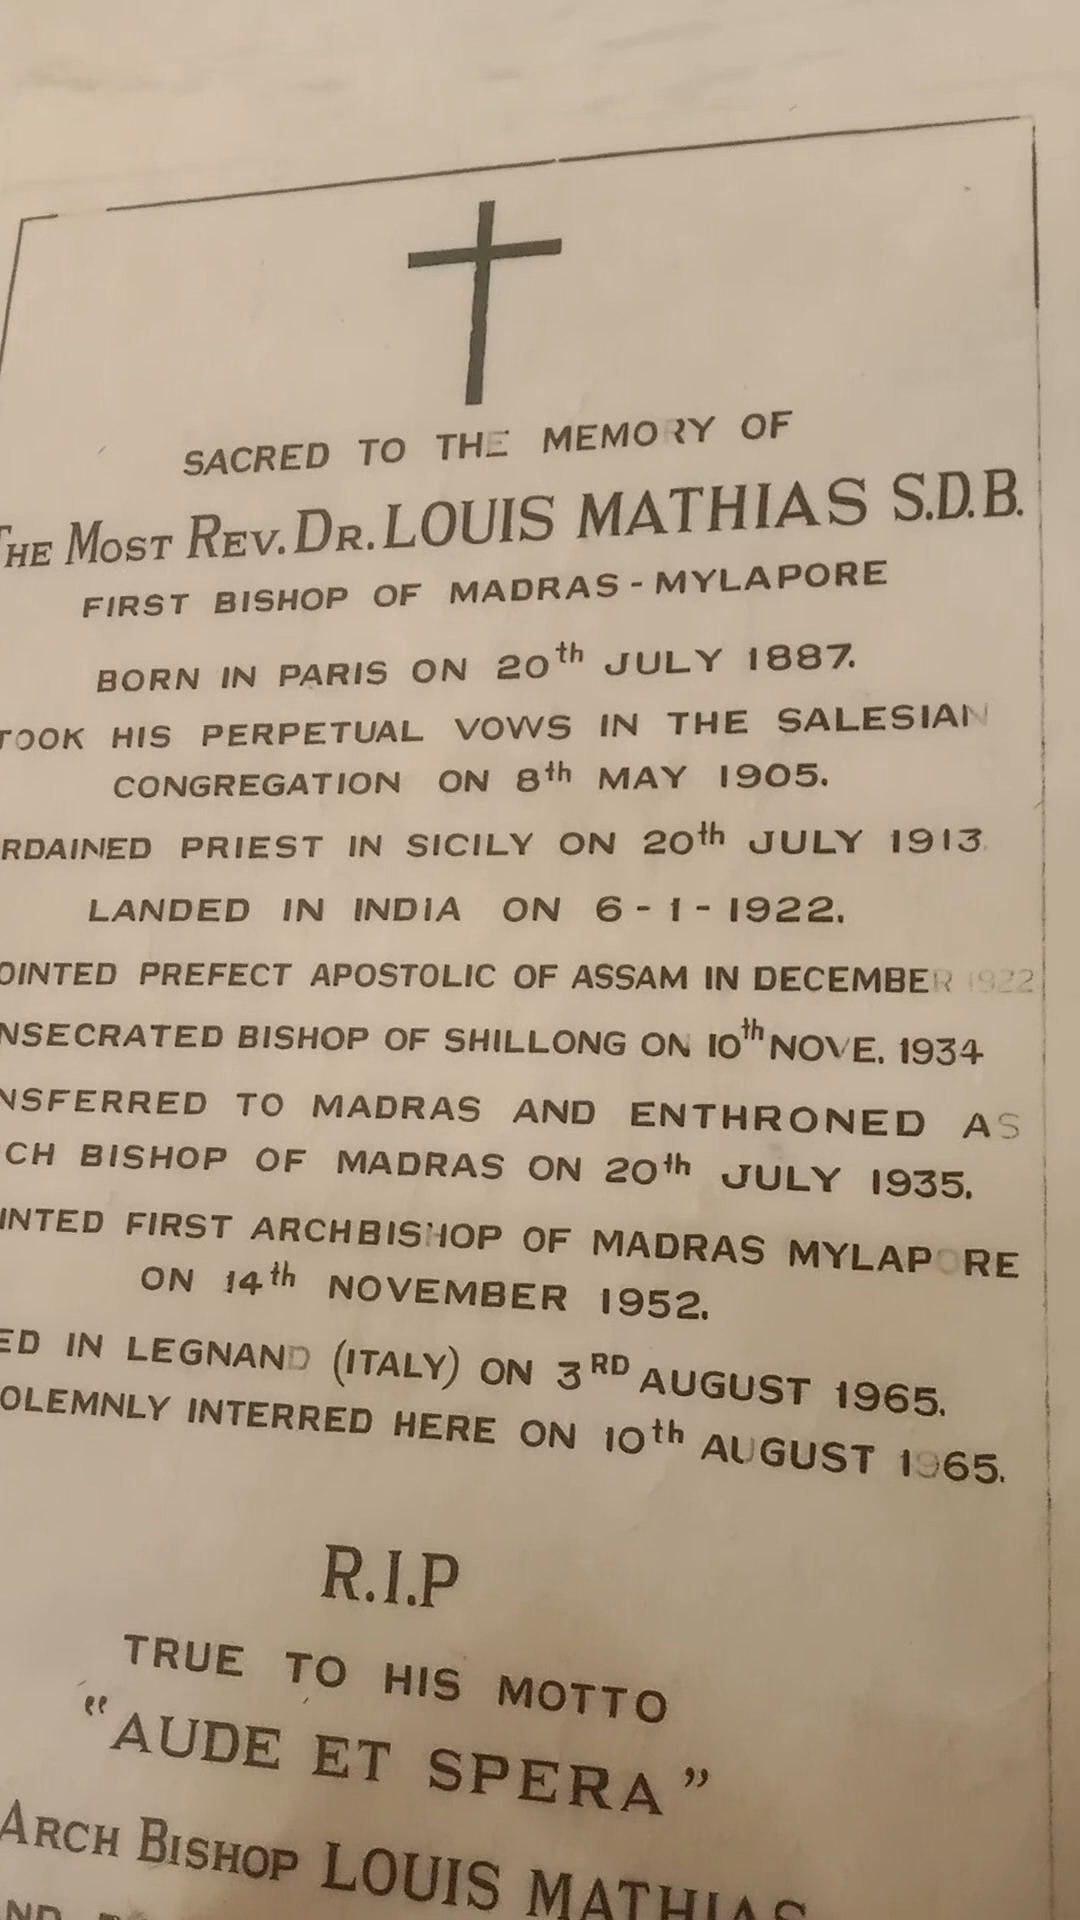 SACRED TO THE MEMORY OF
THE MOST REV. DR. LOUIS MATHIAS S.D.B.
FIRST BISHOP OF MADRAS - MYLAPORE
BORN IN PARIS ON 20th JULY 1887.
TOOK HIS PERPETUAL VOWS IN THE SALESIAN
CONGREGATION ON 8th MAY 1905.
RDAINED PRIEST IN SICILY ON 20th JULY 1913.
LANDED IN INDIA ON 6-1-1922.
OINTED PREFECT APOSTOLIC OF ASSAM IN DECEMBER 1922
NSECRATED BISHOP OF SHILLONG ON 10th NOVE. 1934
NSFERRED TO MADRAS AND ENTHRONED AS
CH BISHOP OF MADRAS ON 20th JULY 1935.
INTED FIRST ARCHBISHOP OF MADRAS MYLAPORE
ON 14th NOVEMBER 1952.
ED IN LEGNAND (ITALY) ON 3RD AUGUST 1965.
OLEMNLY INTERRED HERE ON 10th AUGUST 1965.
R.I.P
TRUE TO HIS MOTTO
"AUDE ET SPERA"
ARCH BISHOP LOUIS MATHIAS